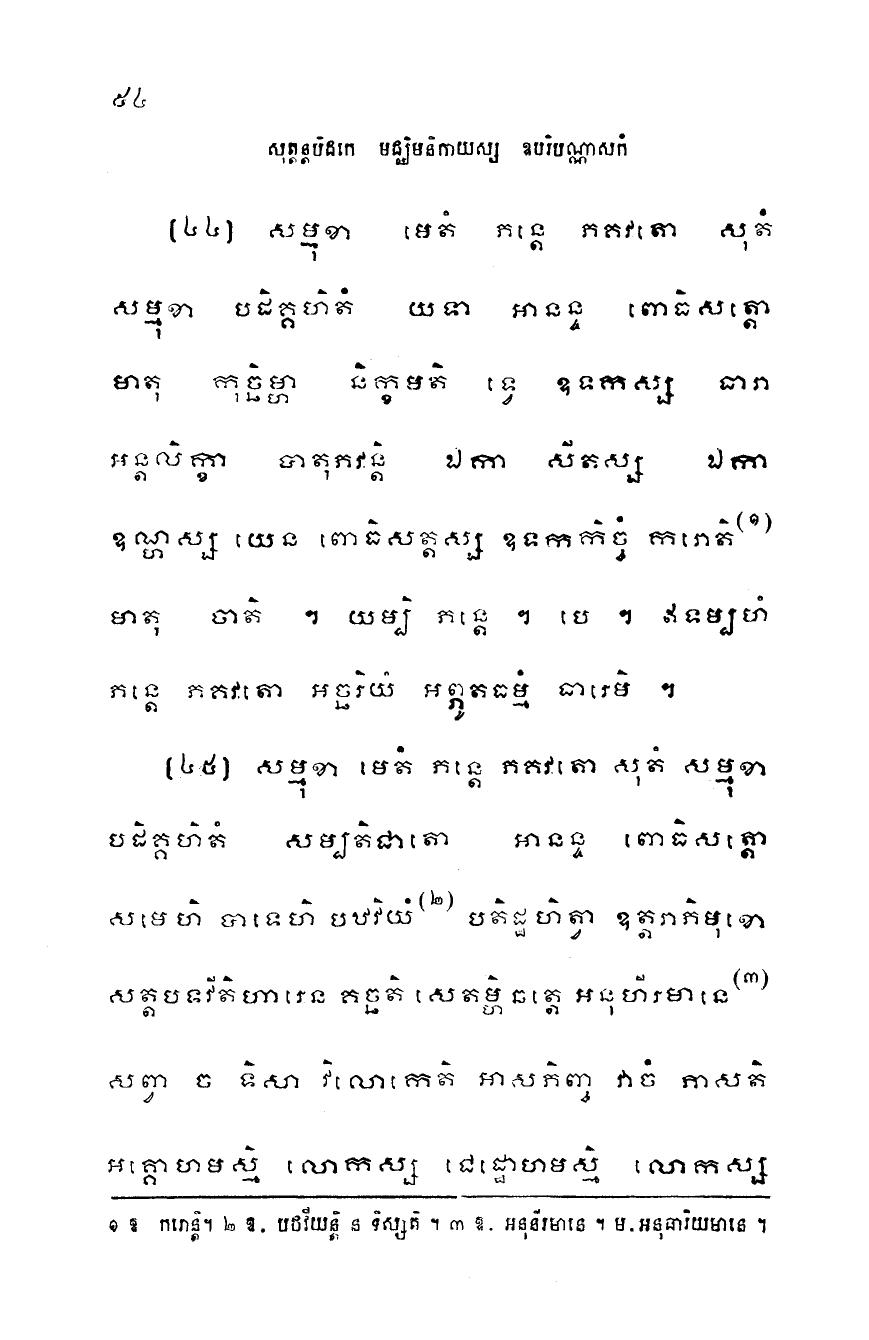 ៥៤
សុត្តន្តបិដកេ មជ្ឈិមនិកាយស្ស ឧបរិបណ្ណាសកំ
(៤៤) សម្មុខា មេតំ ភន្តេ ភគវតោ សុតំ
សម្មុខា បដិគ្គហិតំ យទា អានន្ទ ពោធិសត្តោ
មាតុ កុច្ឆិម្ហា និក្ខមតិ ទ្វេ ឧទកស្ស ធារា
អន្តលិក្ខា បាតុភវន្តិ ឯកា សីតស្ស ឯកា
ឧណ្ហស្ស យេន ពោធិសត្តស្ស ឧទកកិច្ចំ ករោតិ(១)
មាតុ ចាតិ ។ យម្បិ ភន្តេ ។ បេ ។ ឥទម្បហំ
ភន្តេ ភគវតោ អច្ឆរិយំ អព្ភូតធម្មំ ធារេមិ ។
(៤៥) សម្មុខា មេតំ ភន្តេ ភគវតោ សុតំ សម្មុខា
បដិគ្គហិតំ សម្បតិជាតោ អានន្ទ ពោធិសត្តោ
សមេហិ បាទេហិ បឋវិយំ(២) បតិដ្ឋហិត្វា ឧត្តរាភិមុខោ
សត្តបទវីតិហារេន គច្ឆតិ សេតម្ហិ ឆត្តេ អនុហីរមានេ(៣)
សព្វា ច ទិសា វិលោកេតិ អាសភិញ្ច វាចំ ភាសតិ
អគ្គោហមស្មិ លោកស្ស ជេដ្ឋោហមស្មិ លោកស្ស
១ ឱ ករោន្តិ។ ២ ឱ. បឋវីយន្តិ ន ទិស្សតិ ។ ៣ ឱ. អនុនីរមានេ ។ ម.អនុធារិយមានេ ។